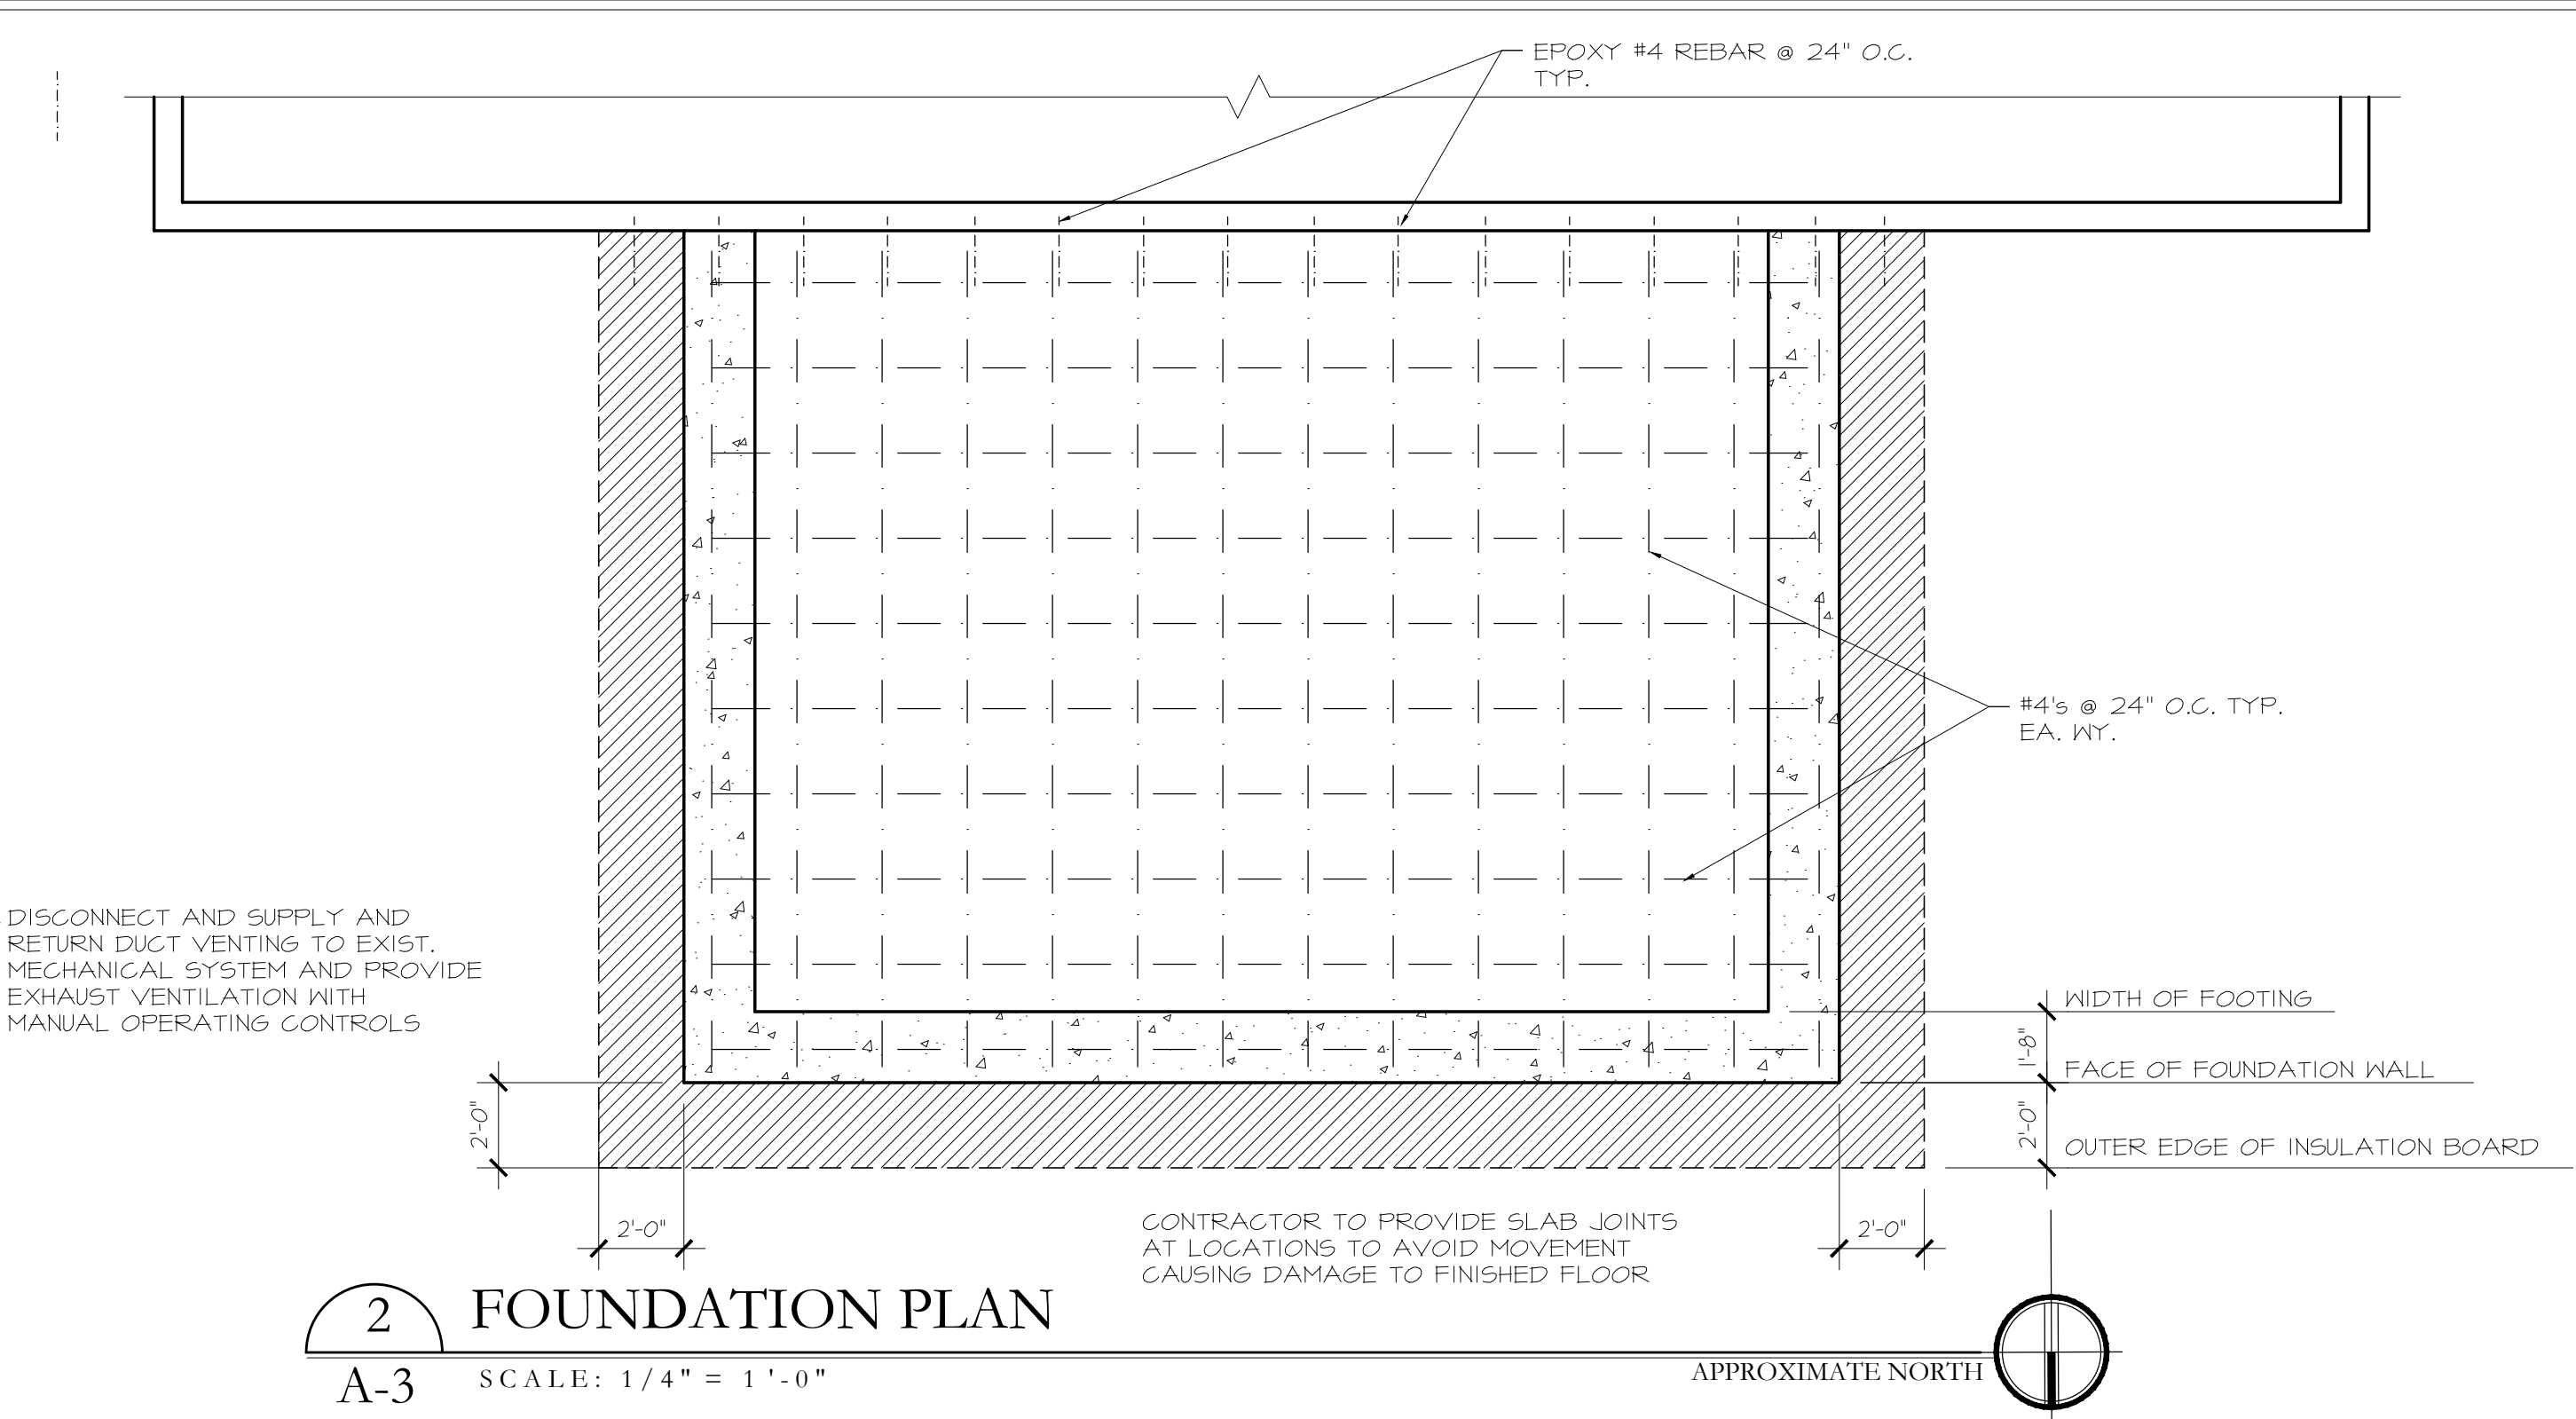 EPOXY #4 REBAR @ 24" O.C.
TYP.
#4's @ 24" O.C. TYP.
EA. WY.
DISCONNECT AND SUPPLY AND
RETURN DUCT VENTING TO EXIST.
MECHANICAL SYSTEM AND PROVIDE
EXHAUST VENTILATION WITH
MANUAL OPERATING CONTROLS
WIDTH OF FOOTING
1'-8"
FACE OF FOUNDATION WALL
2'-0"
2'-0"
OUTER EDGE OF INSULATION BOARD
2'-0"
2'-0"
CONTRACTOR TO PROVIDE SLAB JOINTS
AT LOCATIONS TO AVOID MOVEMENT
CAUSING DAMAGE TO FINISHED FLOOR
2
FOUNDATION PLAN
A-3
SCALE: 1/4" = 1'-0"
APPROXIMATE NORTH